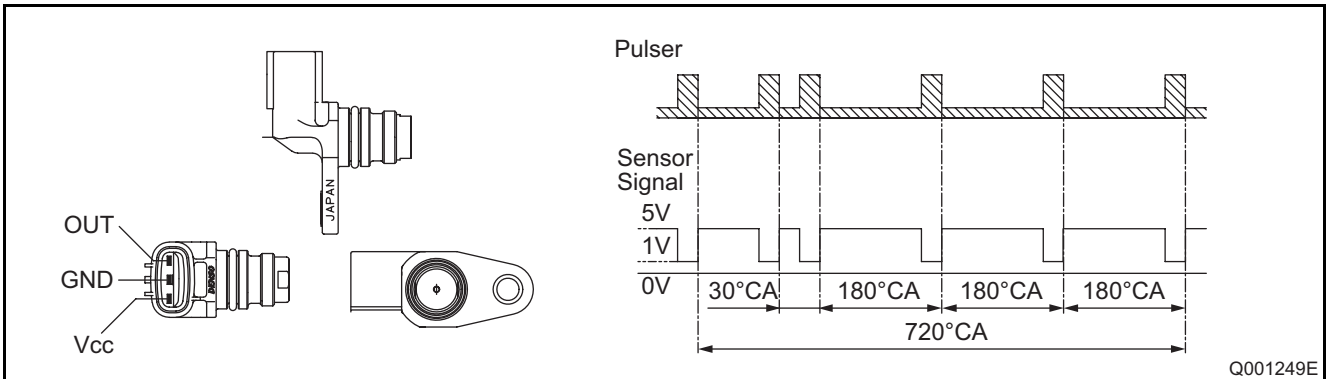 JAPAN
OUT
GND
Vcc
DENSO
Pulser
Sensor
Signal
5V
1V
0V
30°CA
180°CA
180°CA
180°CA
720°CA
Q001249E